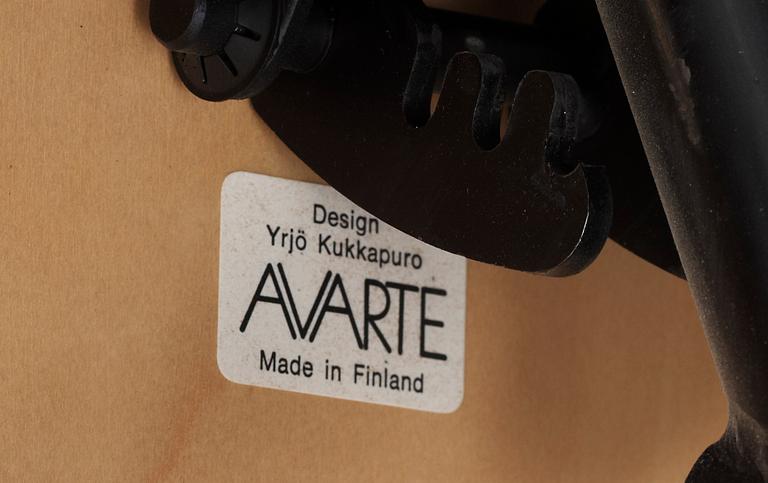 Design
Yrjö Kukkapuro
AVARTE
Made in Finland